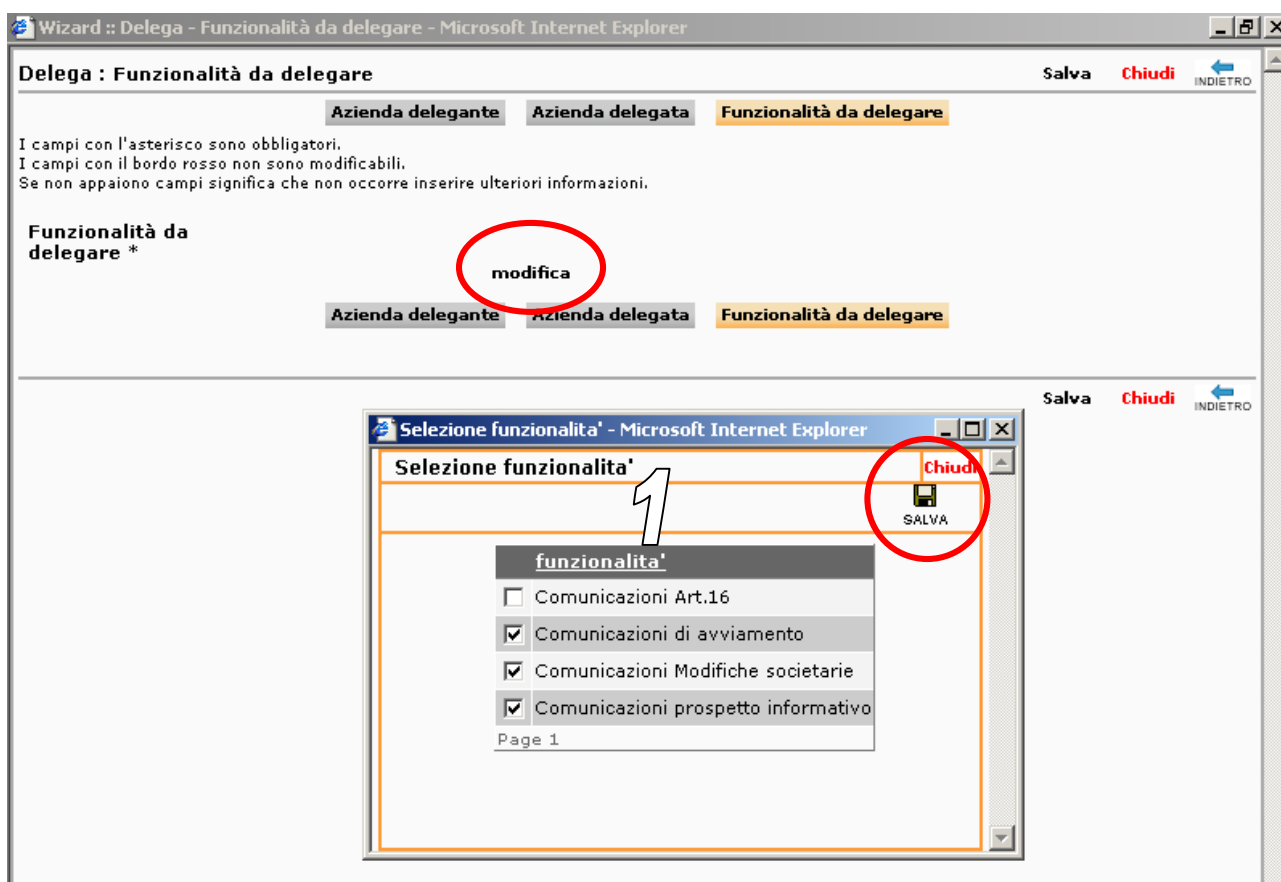 Wizard :: Delega - Funzionalità da delegare - Microsoft Internet Explorer
Delega : Funzionalità da delegare Salva Chiudi INDIETRO
Azienda delegante Azienda delegata Funzionalità da delegare
I campi con l'asterisco sono obbligatori.
I campi con il bordo rosso non sono modificabili.
Se non appaiono campi significa che non occorre inserire ulteriori informazioni.
Funzionalità da
delegare *
modifica
Azienda delegante Azienda delegata Funzionalità da delegare
Salva Chiudi INDIETRO
Selezione funzionalita' - Microsoft Internet Explorer
Selezione funzionalita' Chiudi
1
SALVA
funzionalita'
Comunicazioni Art.16
Comunicazioni di avviamento
Comunicazioni Modifiche societarie
Comunicazioni prospetto informativo
Page 1